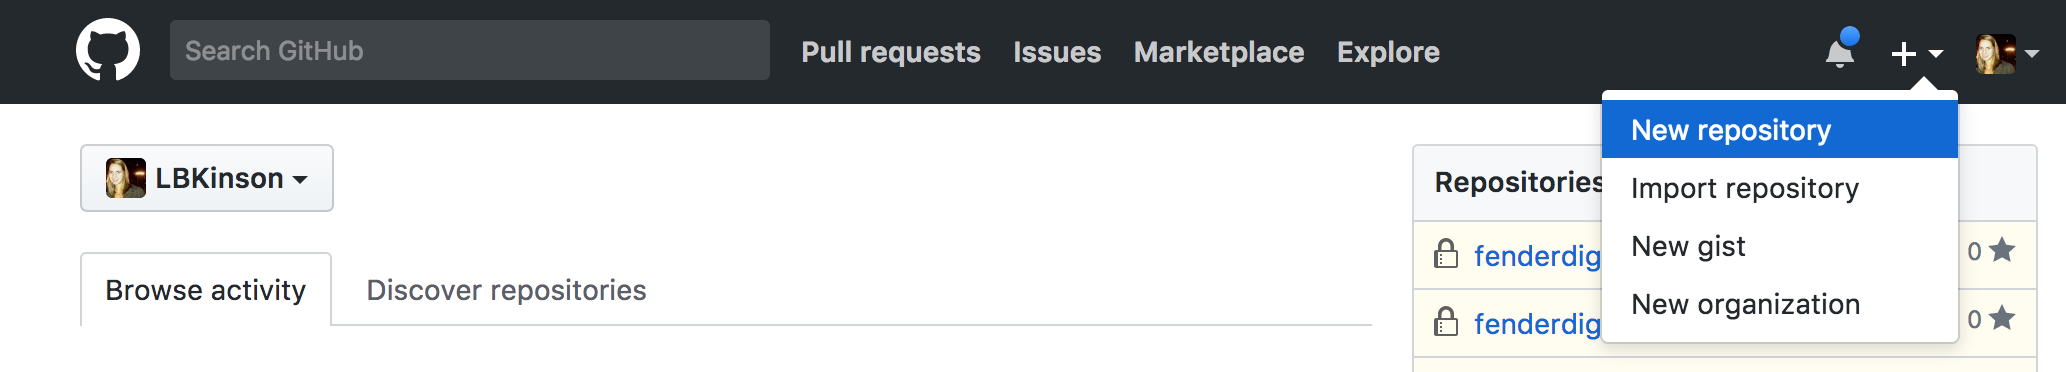 Search GitHub Pull requests Issues Marketplace Explore
New repository
LBKinson
Repositories
Import repository
New gist
fenderdig 0
Browse activity Discover repositories
New organization
fenderdig 0